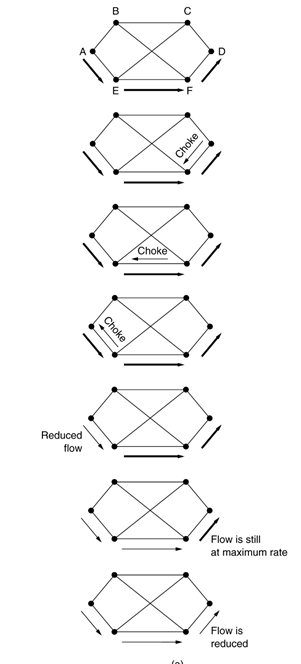 B C
A D
E F
Choke
Choke
Choke
Reduced
flow
Flow is still
at maximum rate
Flow is
reduced
(a)